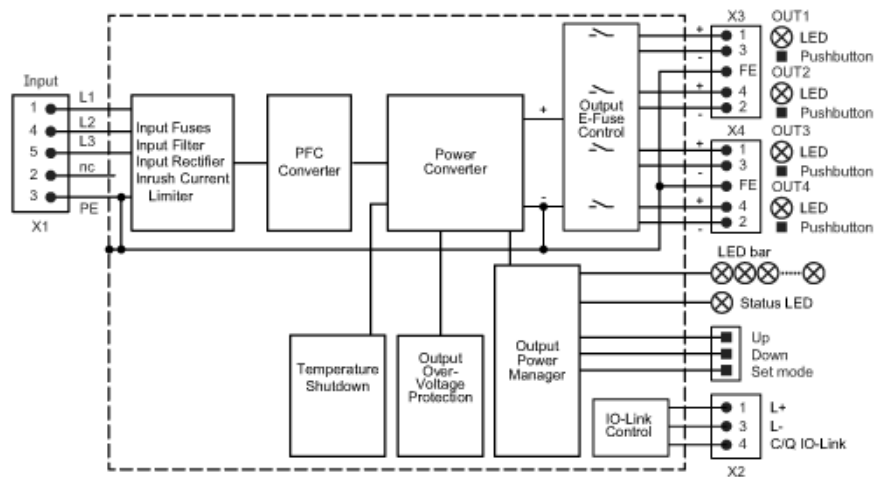 Input
1 L1
4 L2
5 L3
2 nc
3 PE
X1
Input Fuses
Input Filter
Input Rectifier
Inrush Current
Limiter
PFC
Converter
Power
Converter
+
-
Output
E-Fuse
Control
X3 OUT1
+ 1 LED
- 3 Pushbutton
FE OUT2
+ 4 LED
- 2 Pushbutton
X4 OUT3
+ 1 LED
- 3 Pushbutton
FE OUT4
+ 4 LED
- 2 Pushbutton
LED bar
Status LED
Up
Down
Set mode
Temperature
Shutdown
Output
Over-
Voltage
Protection
Output
Power
Manager
IO-Link
Control
1 L+
3 L-
4 C/Q IO-Link
X2